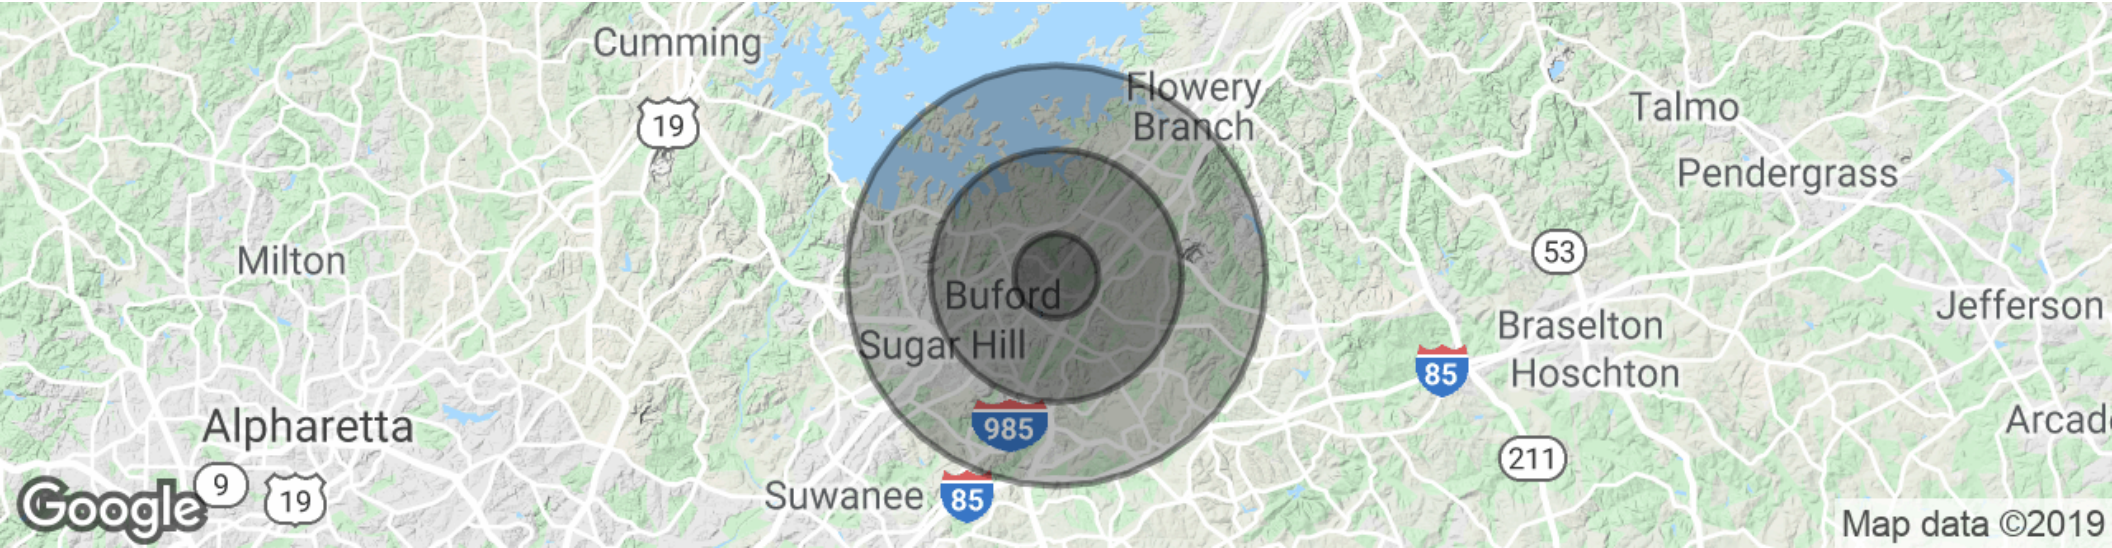 Cumming
Flowery
Branch
19
Talmo
Pendergrass
Milton
53
Buford
Jefferson
Braselton
Sugar Hill
85
Hoschton
Alpharetta
985
Arcad
211
9
19
Suwanee
85
Google
Map data ©2019